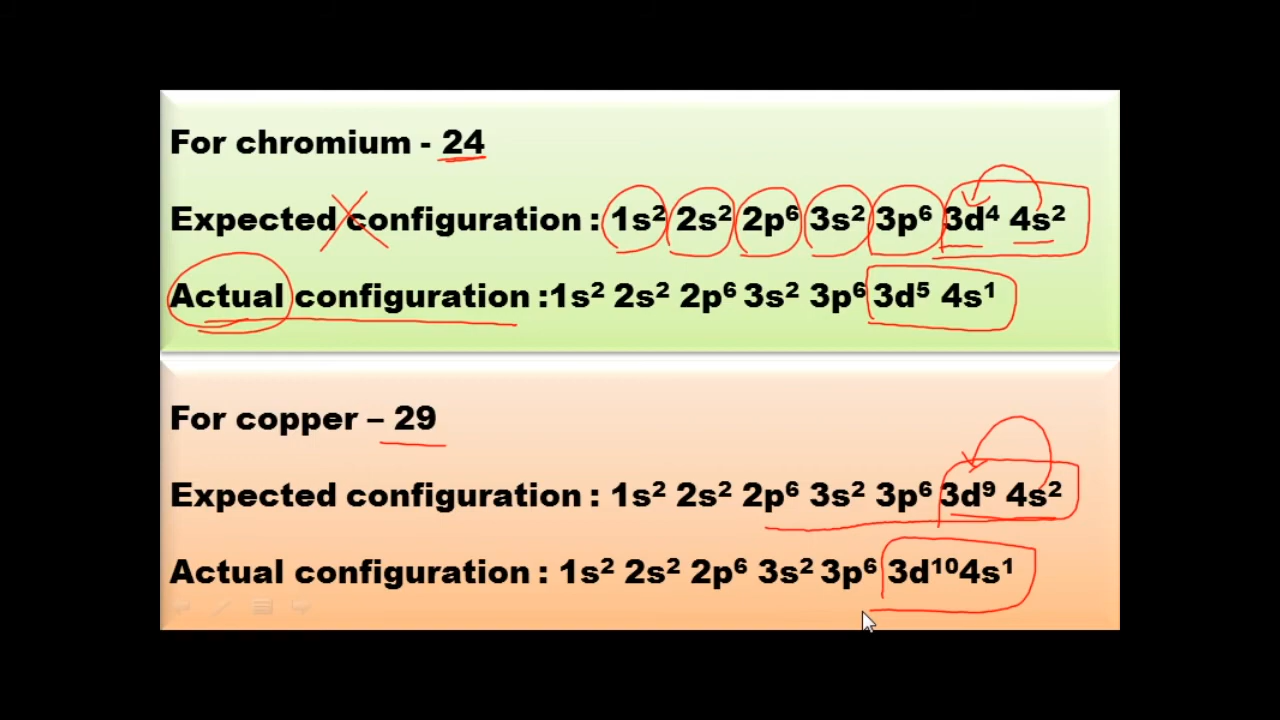 For chromium - 24
Expected configuration : 1s² 2s² 2p⁶ 3s² 3p⁶ 3d⁴ 4s²
Actual configuration :1s² 2s² 2p⁶ 3s² 3p⁶ 3d⁵ 4s¹
For copper – 29
Expected configuration : 1s² 2s² 2p⁶ 3s² 3p⁶ 3d⁹ 4s²
Actual configuration : 1s² 2s² 2p⁶ 3s² 3p⁶ 3d¹⁰4s¹